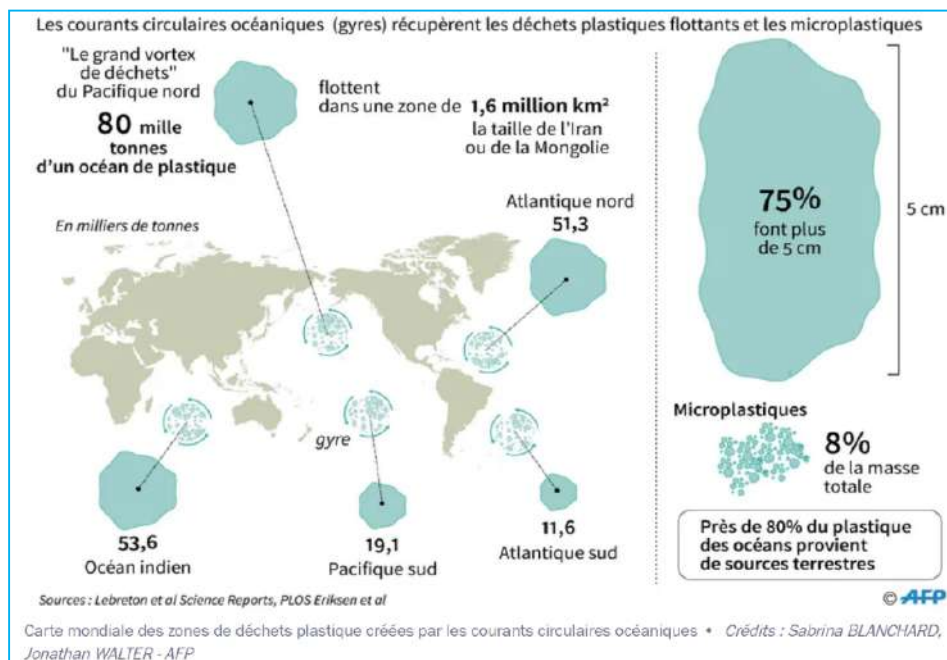 Les courants circulaires océaniques (gyres) récupèrent les déchets plastiques flottants et les microplastiques
"Le grand vortex
de déchets"
du Pacifique nord
80 mille
tonnes
d'un océan de plastique
flottent
dans une zone de 1,6 million km²
la taille de l'Iran
ou de la Mongolie
En milliers de tonnes
Atlantique nord
51,3
gyre
53,6
Océan indien
19,1
Pacifique sud
11,6
Atlantique sud
75%
font plus
de 5 cm
5 cm
Microplastiques
8%
de la masse
totale
Près de 80% du plastique
des océans provient
de sources terrestres
Sources : Lebreton et al Science Reports, PLOS Eriksen et al
© AFP
Carte mondiale des zones de déchets plastique créées par les courants circulaires océaniques • Crédits : Sabrina BLANCHARD,
Jonathan WALTER - AFP